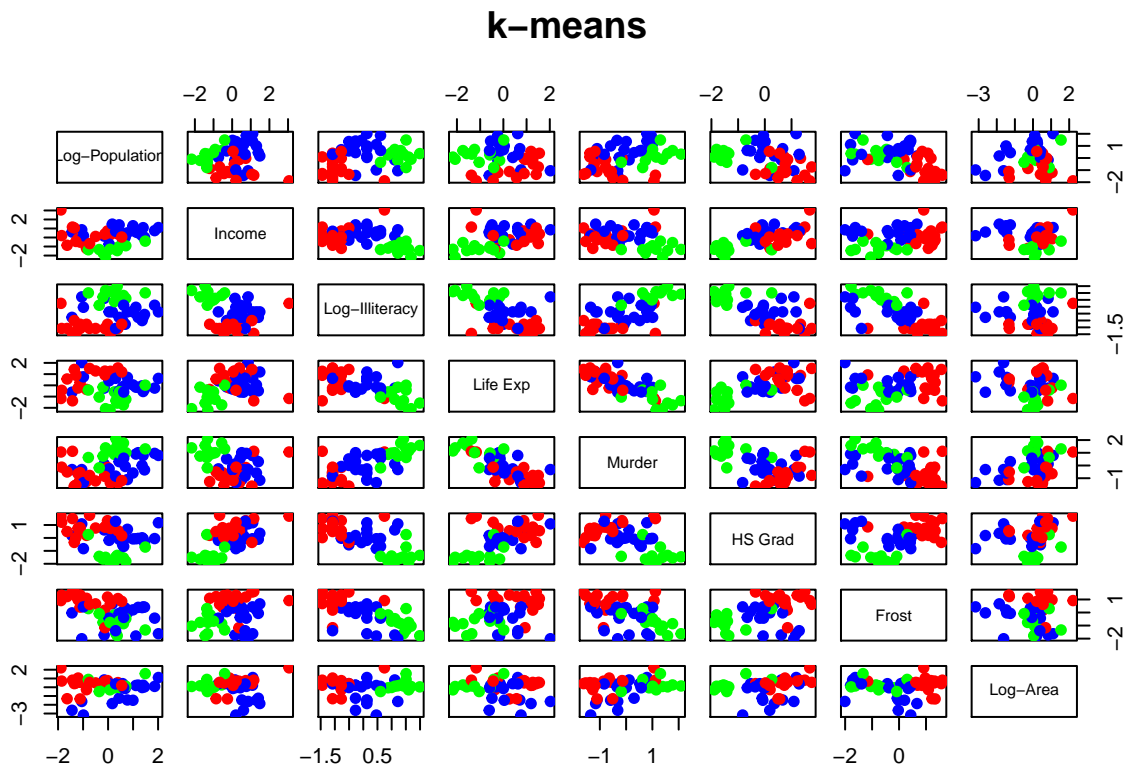 k−means
−2 0 2
−2 0 2
−2 0
−3 0 2
Log−Population
−2 1
−2 2
Income
Log−Illiteracy
−1.5
−2 2
Life Exp
Murder
−1 2
−2 1
HS Grad
Frost
−2 1
−3 2
Log−Area
−2 0 2
−1.5 0.5
−1 1
−2 0